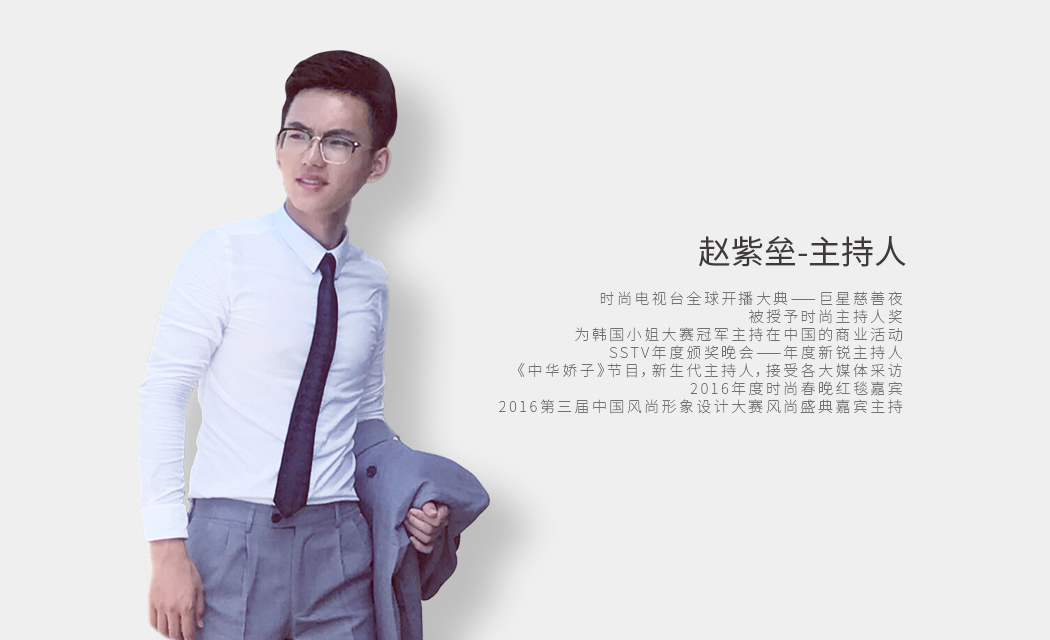 赵紫垒-主持人
时尚电视台全球开播大典——巨星慈善夜
被授予时尚主持人奖
为韩国小姐大赛冠军主持在中国的商业活动
SSTV年度颁奖晚会——年度新锐主持人
《中华娇子》节目,新生代主持人,接受各大媒体采访
2016年度时尚春晚红毯嘉宾
2016第三届中国风尚形象设计大赛风尚盛典嘉宾主持